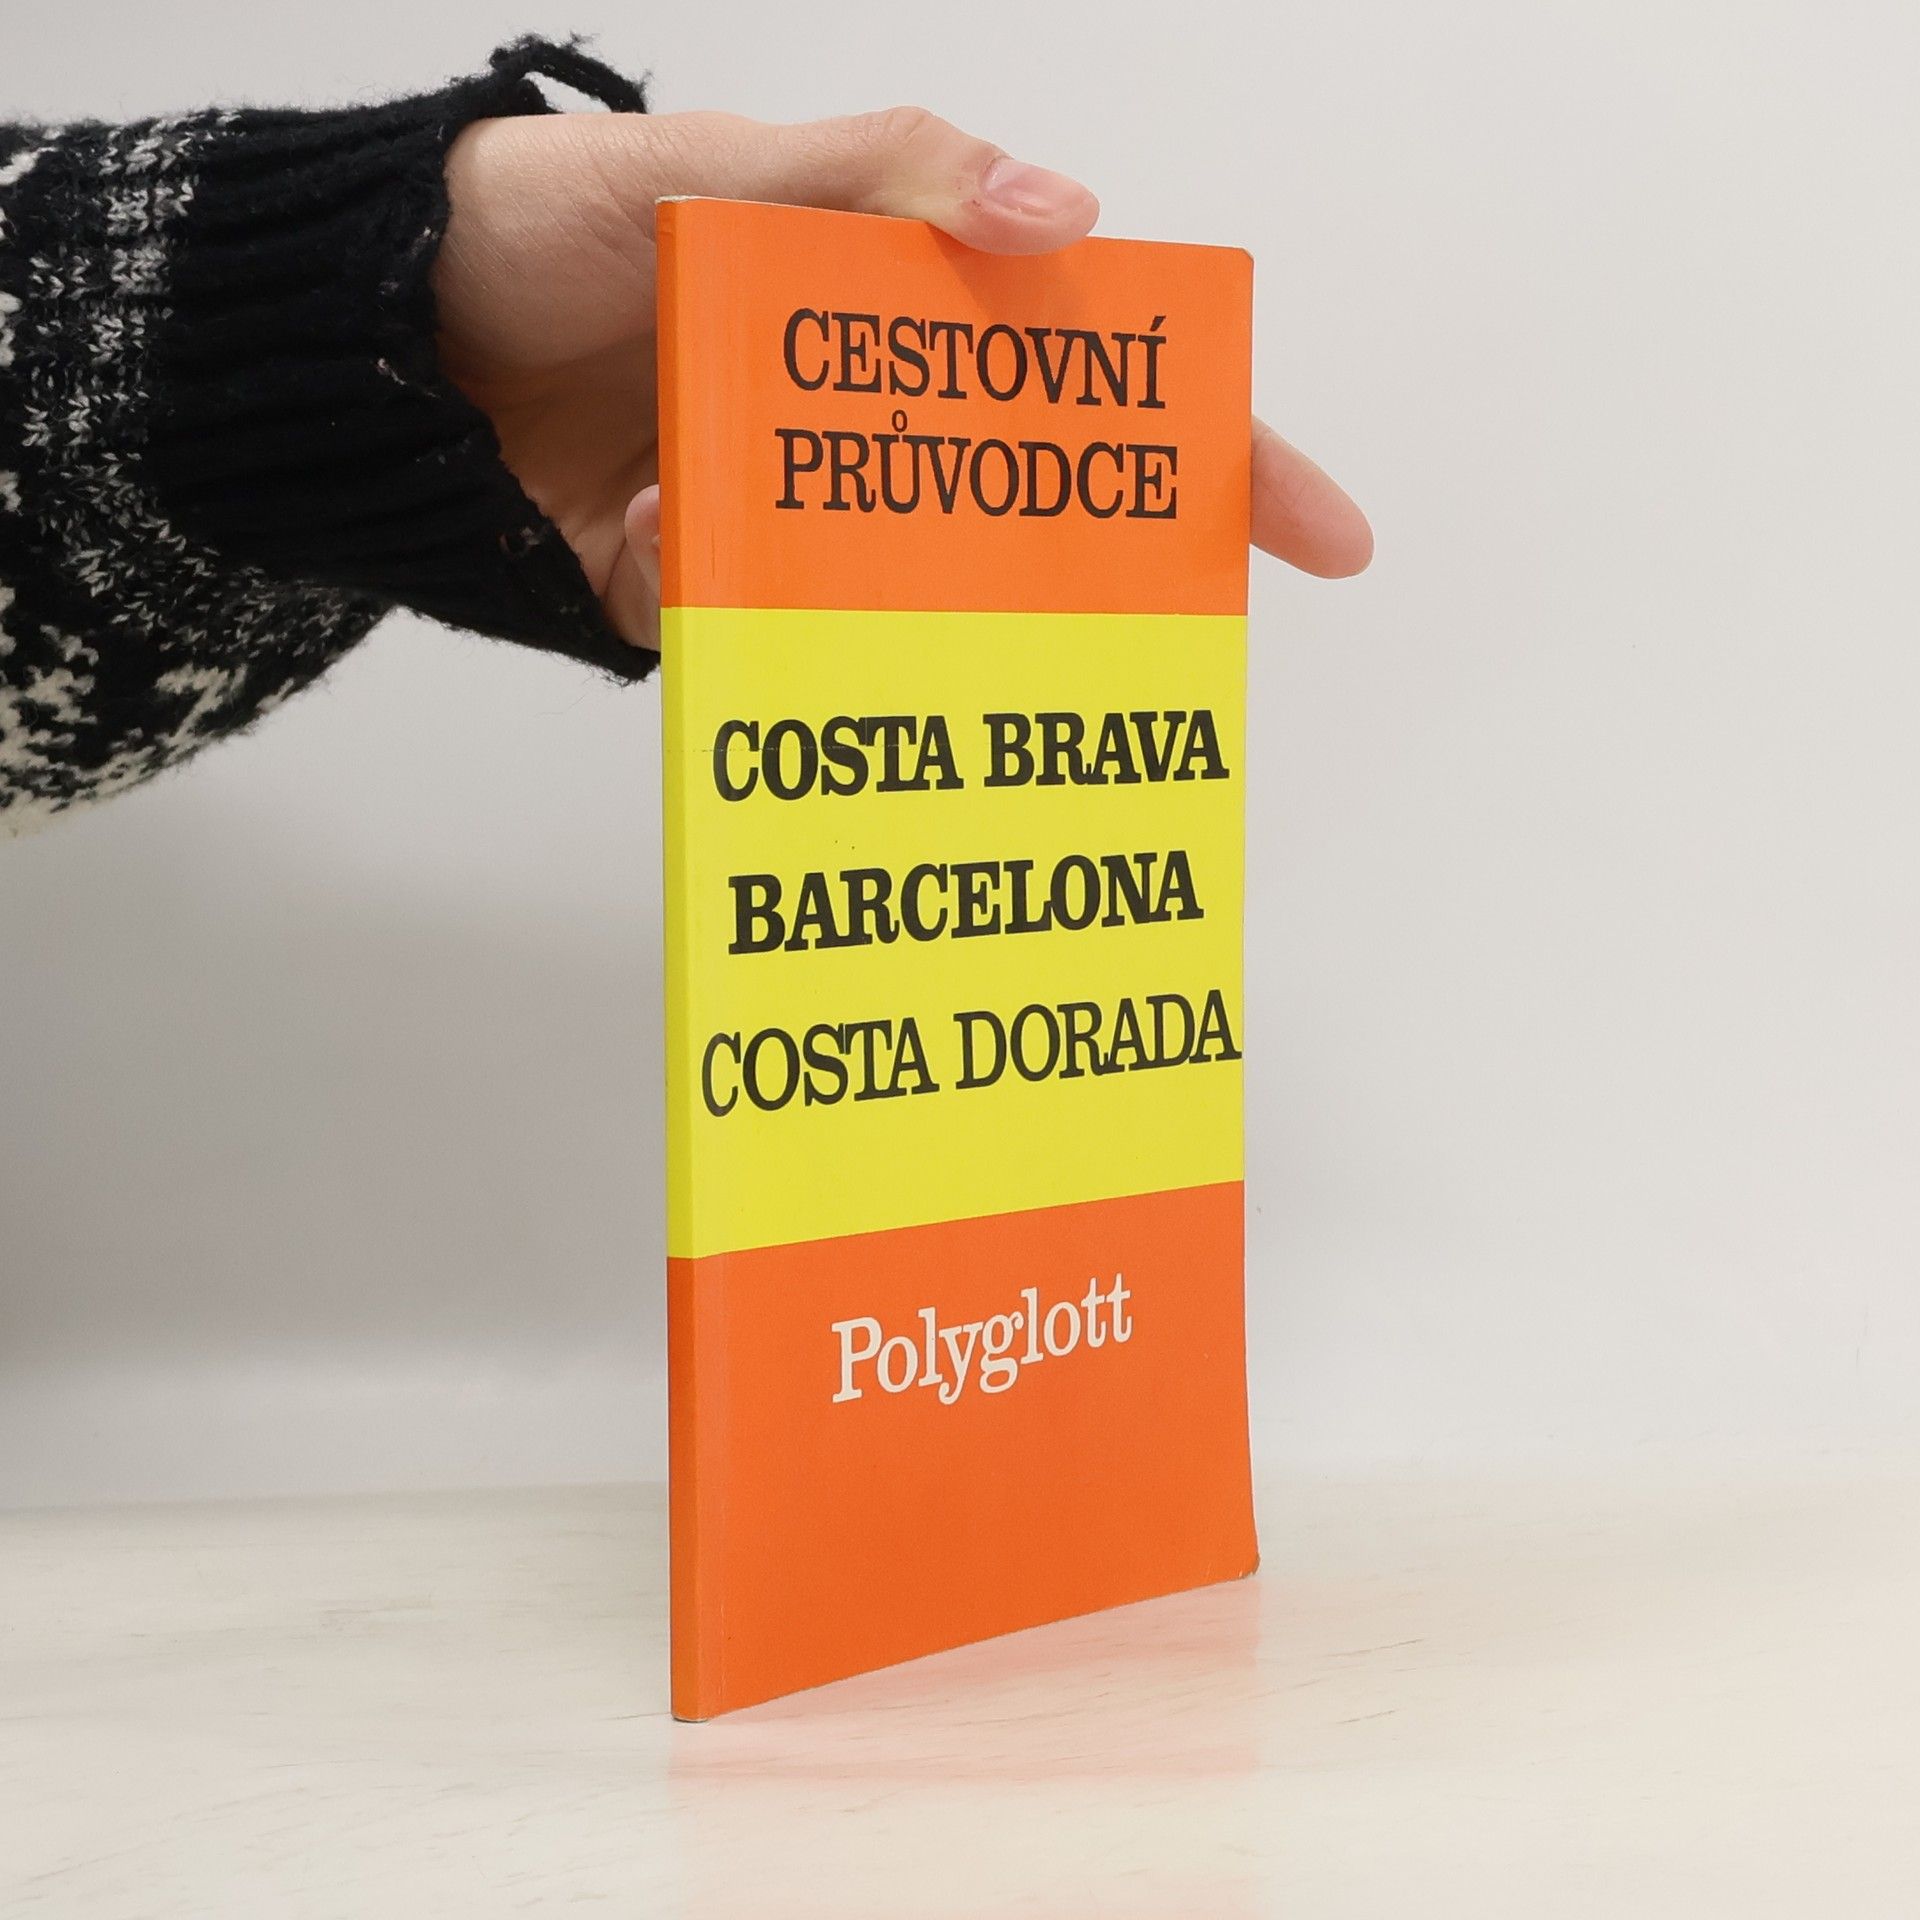 CESTOVNÍ
PRŮVODCE
COSTA BRAVA
BARCELONA
COSTA DORADA
Polyglott